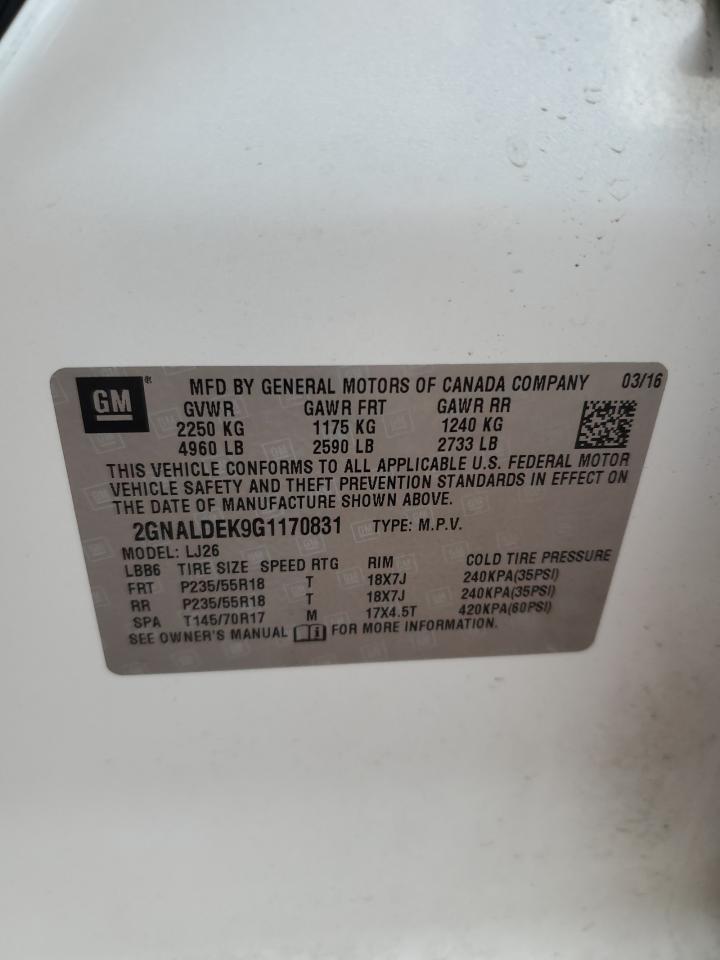 GM ® MFD BY GENERAL MOTORS OF CANADA COMPANY 03/16
GVWR GAWR FRT GAWR RR
2250 KG 1175 KG 1240 KG
4960 LB 2590 LB 2733 LB
THIS VEHICLE CONFORMS TO ALL APPLICABLE U.S. FEDERAL MOTOR
VEHICLE SAFETY AND THEFT PREVENTION STANDARDS IN EFFECT ON
THE DATE OF MANUFACTURE SHOWN ABOVE.
2GNALDEK9G1170831 TYPE: M.P.V.
MODEL: LJ26
LBB6 TIRE SIZE SPEED RTG RIM COLD TIRE PRESSURE
FRT P235/55R18 T 18X7J 240KPA(35PSI)
RR P235/55R18 T 18X7J 240KPA(35PSI)
SPA T145/70R17 M 17X4.5T 420KPA(60PSI)
SEE OWNER'S MANUAL FOR MORE INFORMATION.